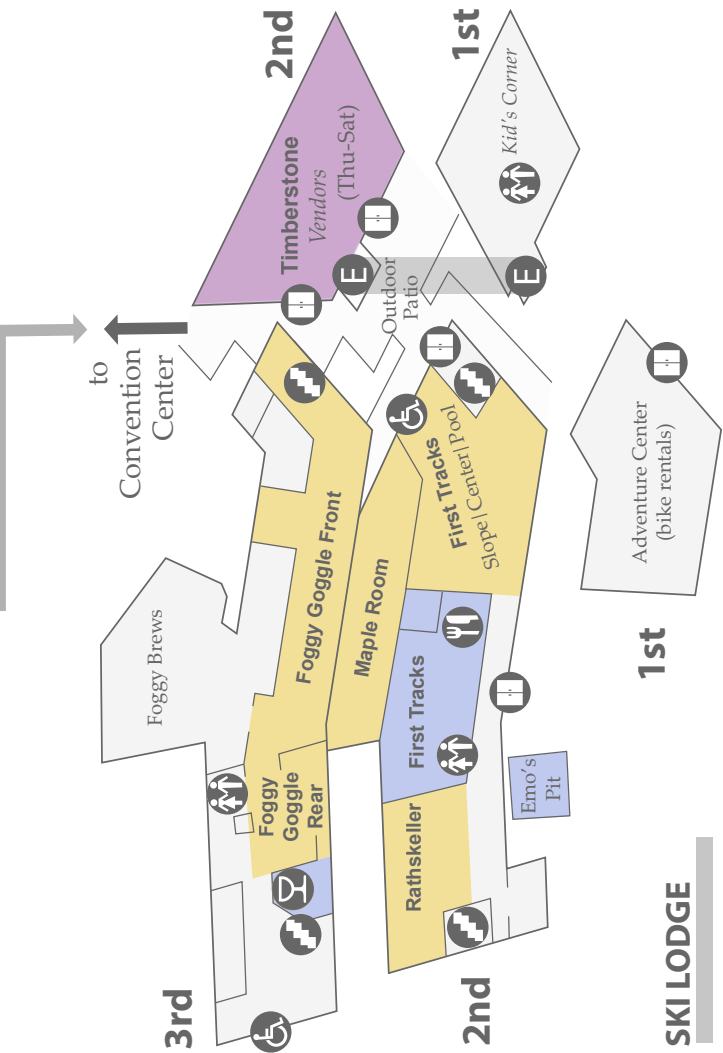 SKI LODGE
3rd
Foggy Brews
to
Convention
Center
2nd
Timberstone
Vendors
(Thu-Sat)
Foggy
Goggle
Rear
Foggy Goggle Front
Maple Room
E
Outdoor
Patio
1st
Kid's Corner
E
2nd
Rathskeller
First Tracks
First Tracks
Slope|Center|Pool
Emo's
Pit
1st
Adventure Center
(bike rentals)